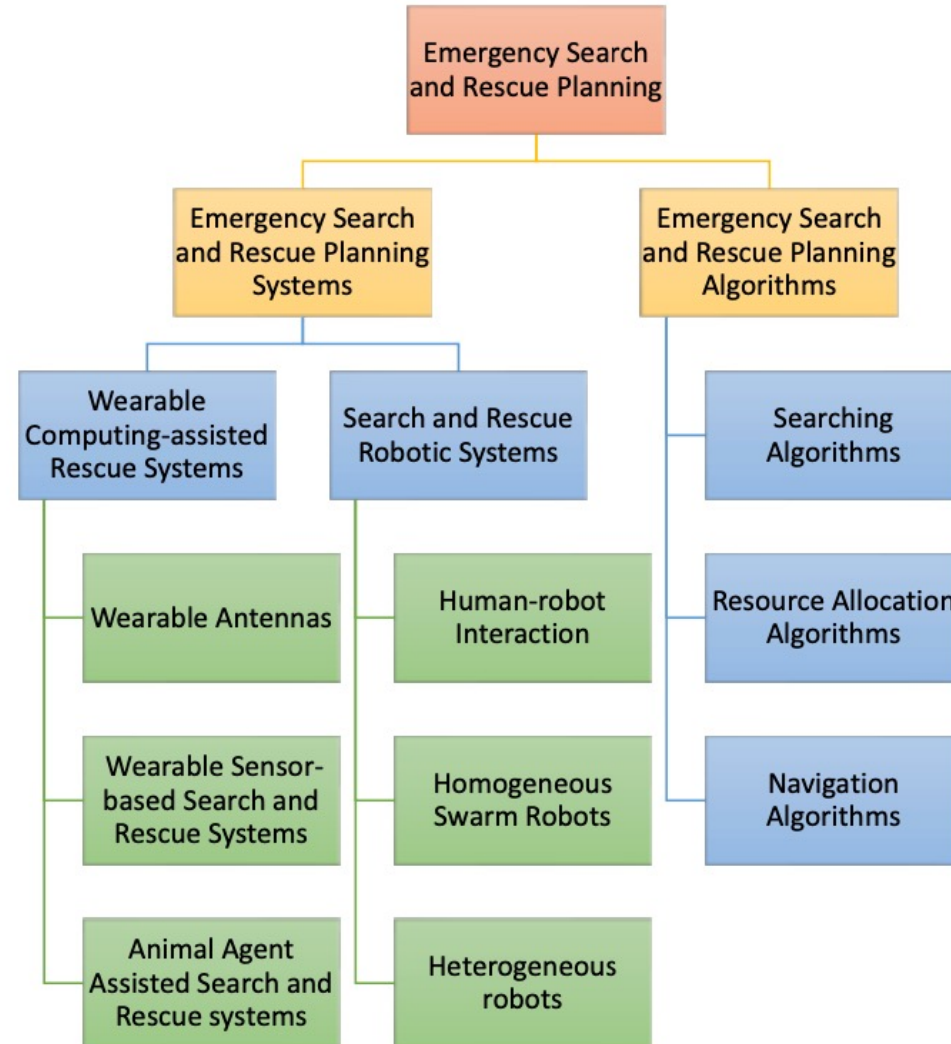 Emergency Search
and Rescue Planning
Emergency Search
and Rescue Planning
Systems
Emergency Search
and Rescue Planning
Algorithms
Wearable
Computing-assisted
Rescue Systems
Search and Rescue
Robotic Systems
Searching
Algorithms
Wearable Antennas
Human-robot
Interaction
Resource Allocation
Algorithms
Wearable Sensor-
based Search and
Rescue Systems
Homogeneous
Swarm Robots
Navigation
Algorithms
Animal Agent
Assisted Search and
Rescue systems
Heterogeneous
robots